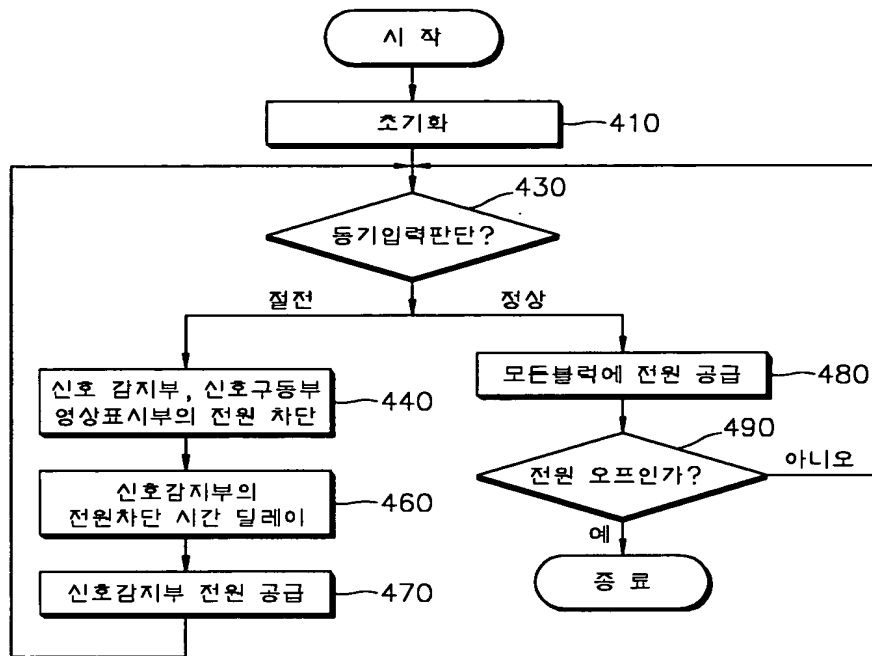 시 작
초기화
410
430
동기입력판단?
절전
정상
신호 감지부, 신호구동부
영상표시부의 전원 차단
440
모든블럭에 전원 공급
480
490
전원 오프인가?
아니오
신호감지부의
전원차단 시간 딜레이
460
예
신호감지부 전원 공급
470
종 료